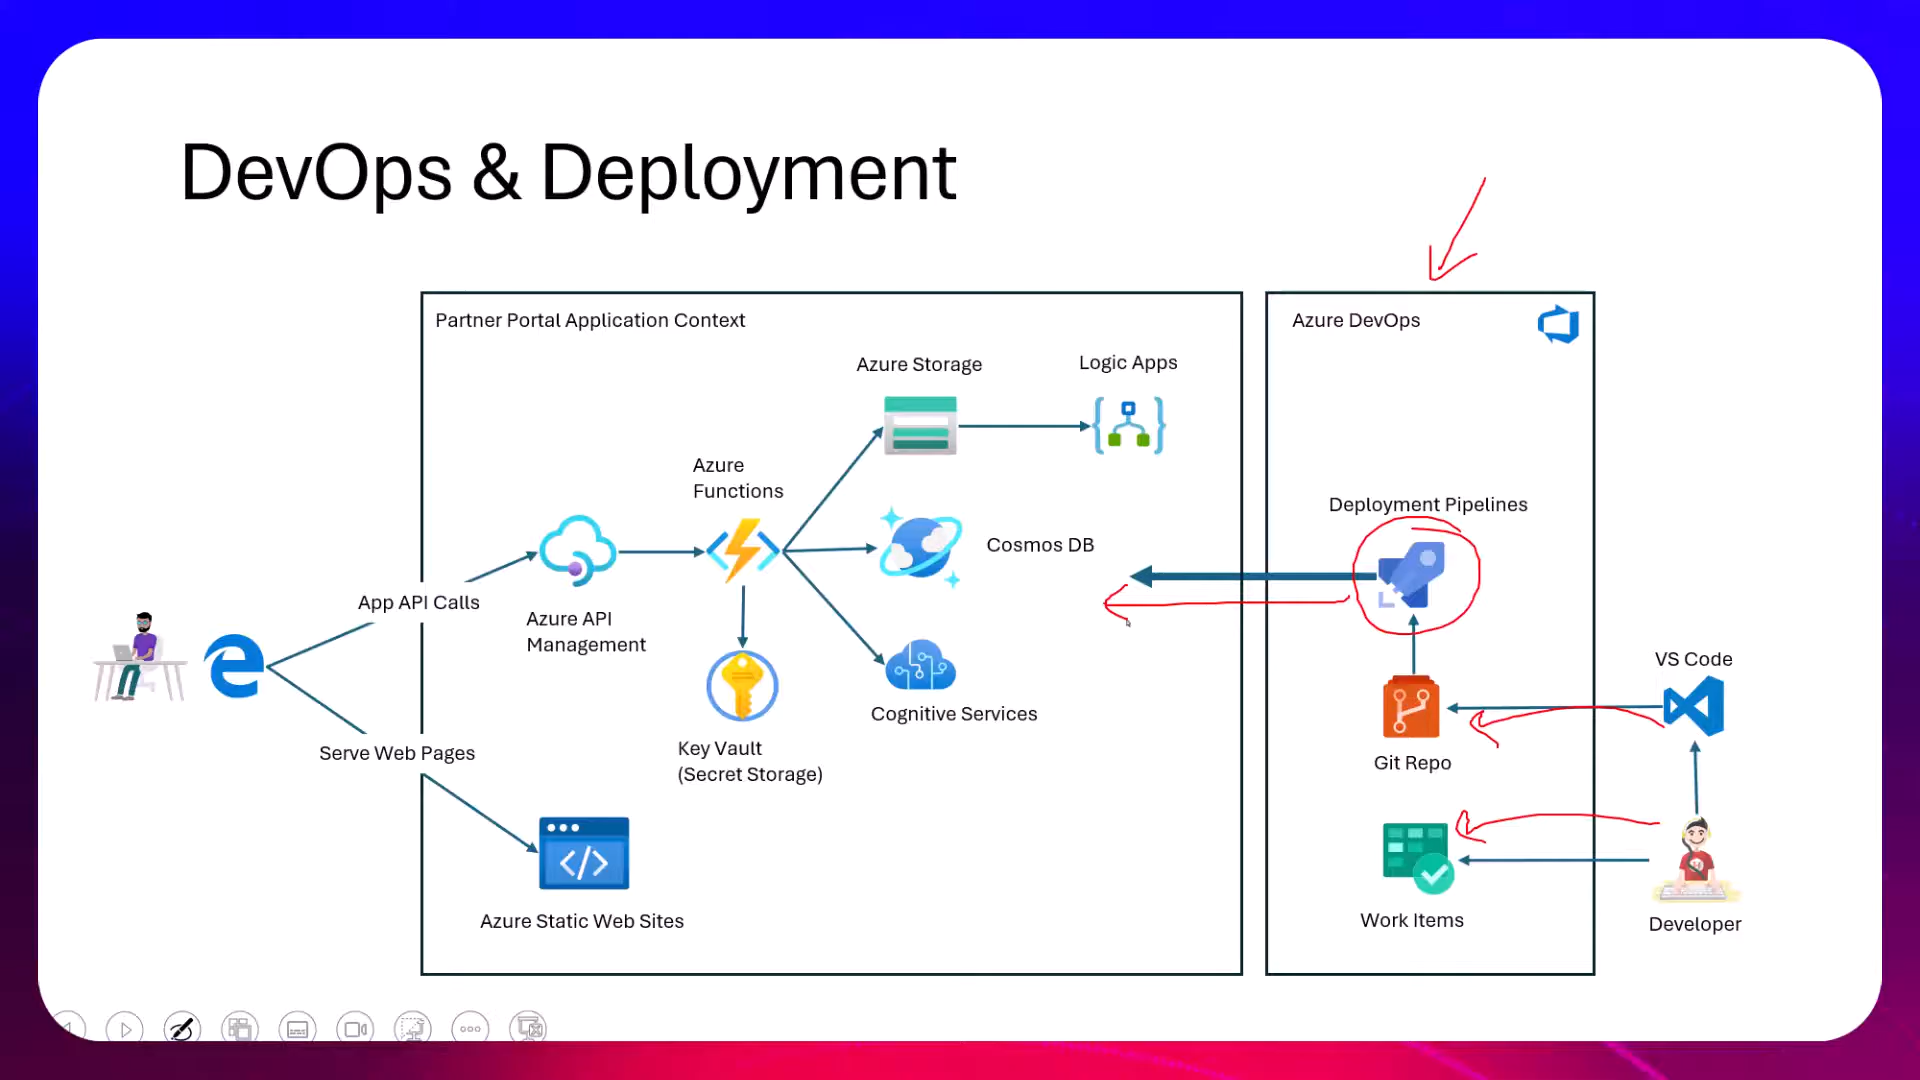 DevOps & Deployment
Partner Portal Application Context
Azure DevOps
Azure Storage
Logic Apps
Azure
Functions
Deployment Pipelines
Cosmos DB
App API Calls
Azure API
Management
VS Code
Cognitive Services
Key Vault
(Secret Storage)
Serve Web Pages
Git Repo
Azure Static Web Sites
Work Items
Developer